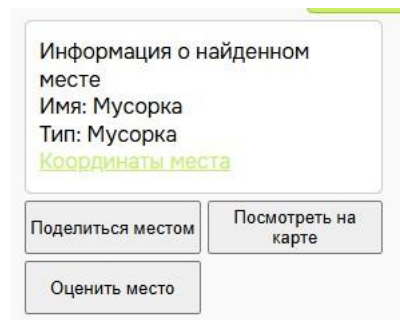 Информация о найденном
месте
Имя: Мусорка
Тип: Мусорка
Координаты места
Поделиться местом
Посмотреть на
карте
Оценить место